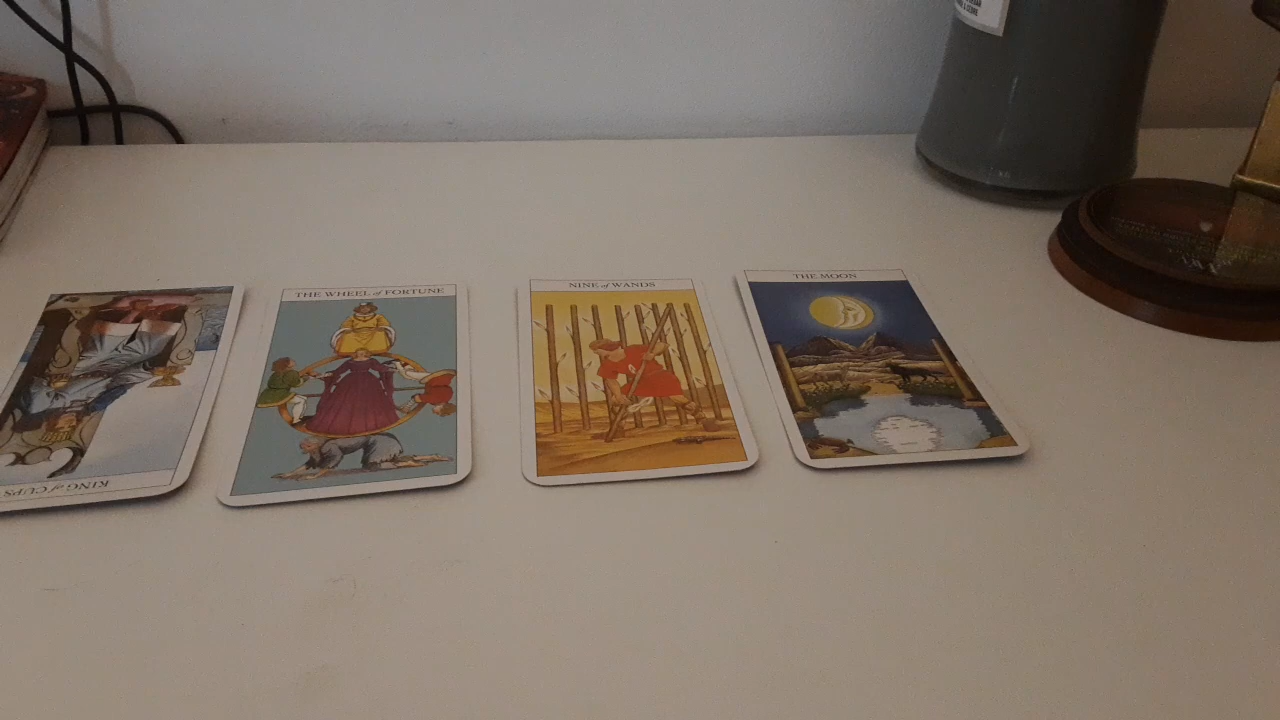 KING of CUPS
THE WHEEL of FORTUNE
NINE of WANDS
THE MOON